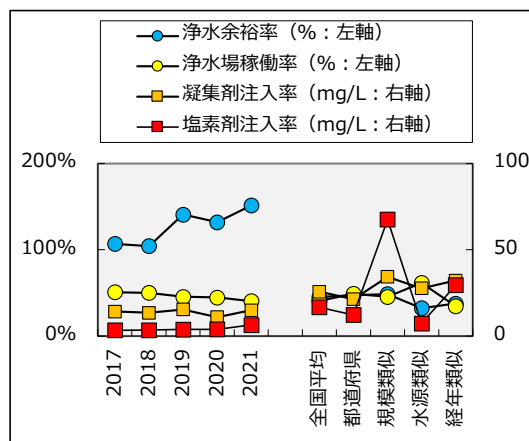 浄水余裕率（%：左軸）
浄水場稼働率（%：左軸）
凝集剤注入率（mg/L：右軸）
塩素剤注入率（mg/L：右軸）
200%
100
100%
50
0%
0
2017
2018
2019
2020
2021
全国平均
都道府県
規模類似
水源類似
経年類似